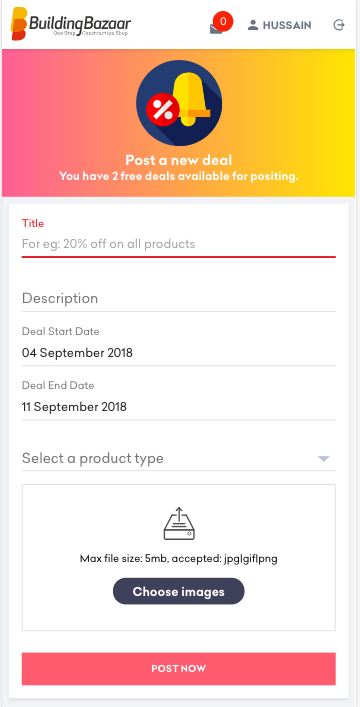 BuildingBazaar
One Stop Construction Shop
0
HUSSAIN
%
Post a new deal
You have 2 free deals available for positing.
Title
For eg: 20% off on all products
Description
Deal Start Date
04 September 2018
Deal End Date
11 September 2018
Select a product type
Max file size: 5mb, accepted: jpg|gif|png
Choose images
POST NOW